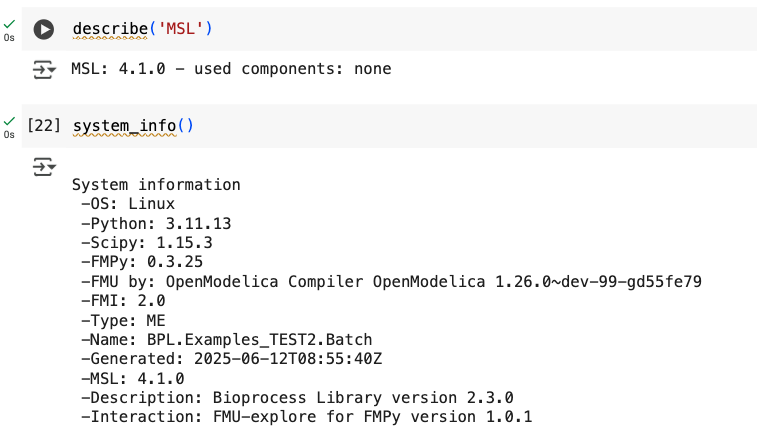 describe('MSL')
0s
MSL: 4.1.0 – used components: none
[22] system_info()
0s
System information
–OS: Linux
–Python: 3.11.13
–Scipy: 1.15.3
–FMPy: 0.3.25
–FMU by: OpenModelica Compiler OpenModelica 1.26.0~dev-99-gd55fe79
–FMI: 2.0
–Type: ME
–Name: BPL.Examples_TEST2.Batch
–Generated: 2025-06-12T08:55:40Z
–MSL: 4.1.0
–Description: Bioprocess Library version 2.3.0
–Interaction: FMU-explore for FMPy version 1.0.1